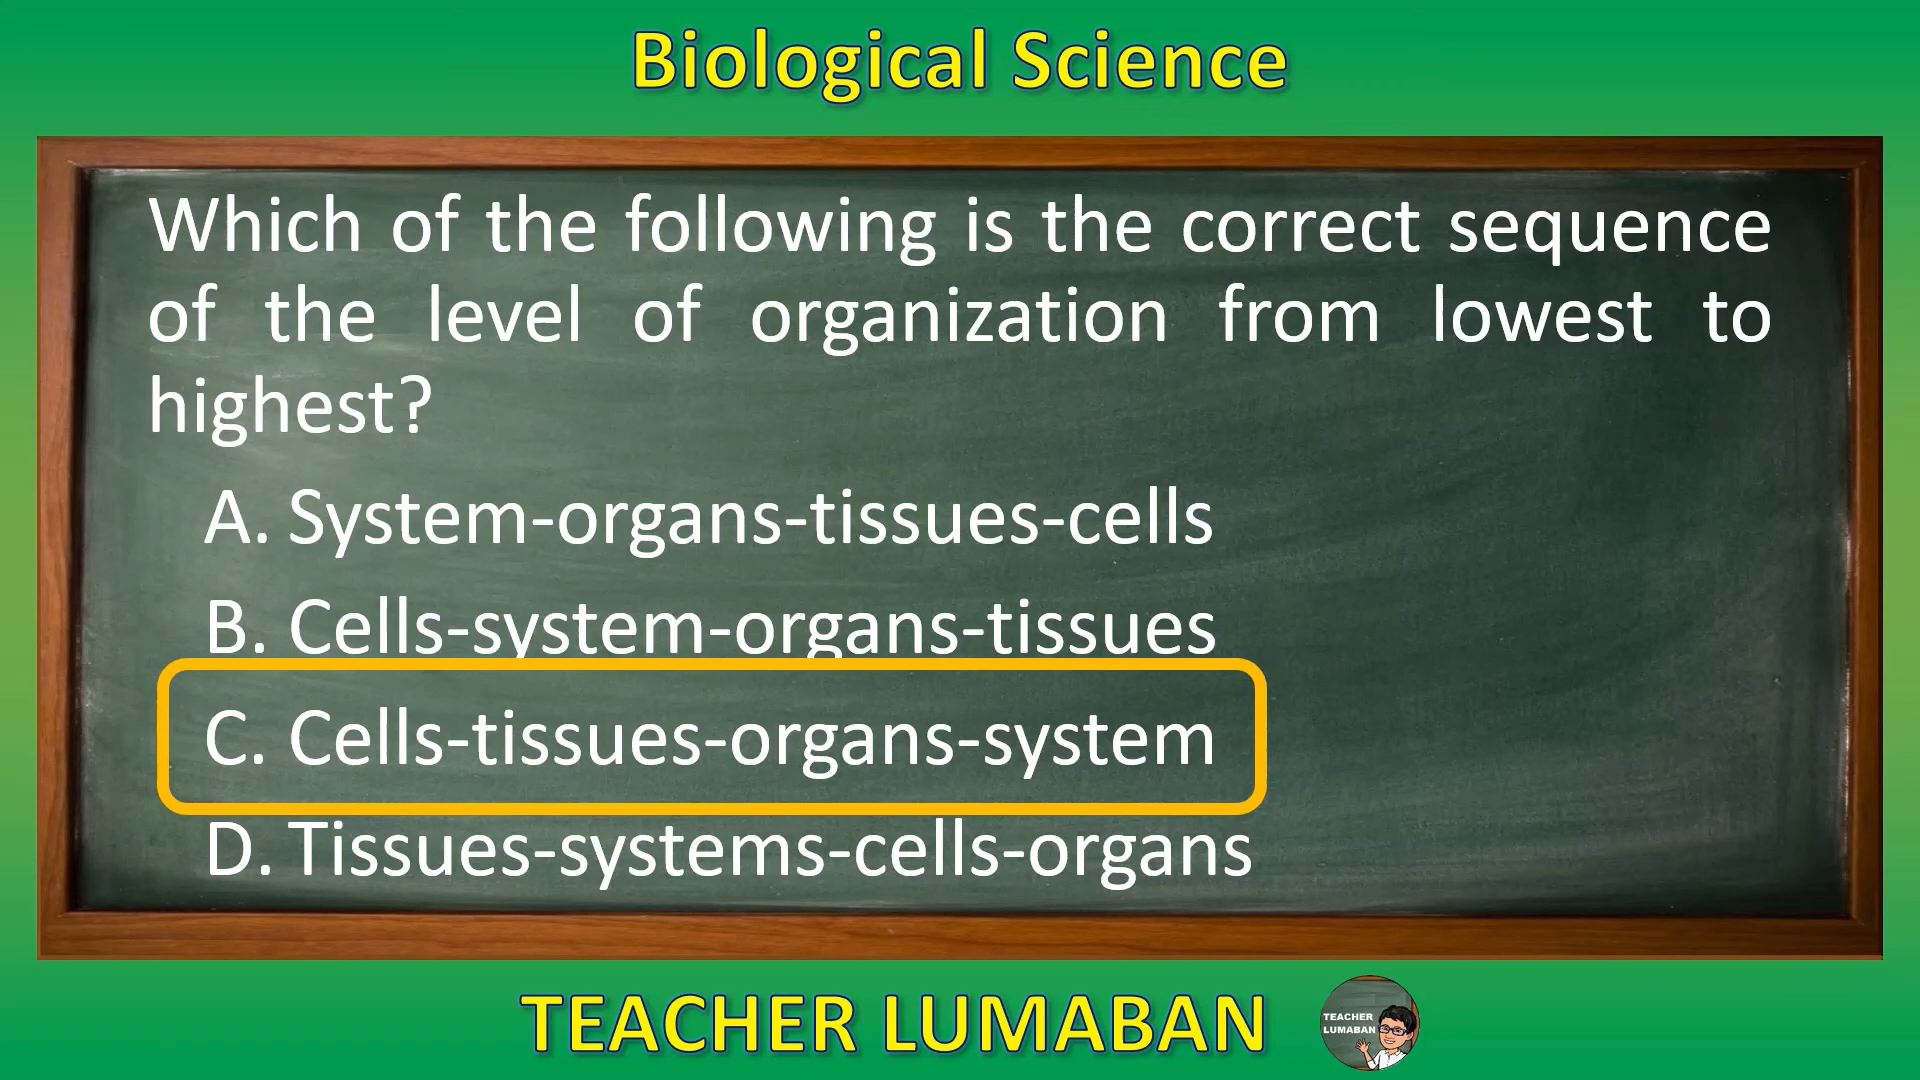 Biological Science
Which of the following is the correct sequence
of the level of organization from lowest to
highest?
A. System-organs-tissues-cells
B. Cells-system-organs-tissues
C. Cells-tissues-organs-system
D. Tissues-systems-cells-organs
TEACHER LUMABAN
TEACHER
LUMABAN